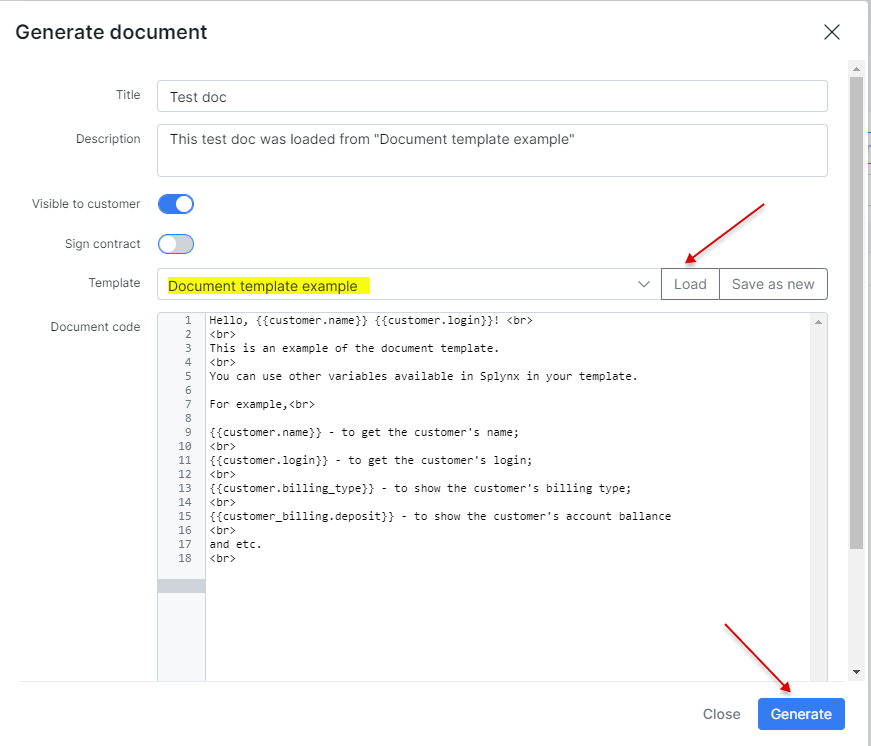 Generate document
Title
Test doc
Description
This test doc was loaded from "Document template example"
Visible to customer
Sign contract
Template
Document template example
Load
Save as new
Document code
1 Hello, {{customer.name}} {{customer.login}}! <br>
2 <br>
3 This is an example of the document template.
4 <br>
5 You can use other variables available in Splynx in your template.
6
7 For example,<br>
8
9 {{customer.name}} - to get the customer's name;
10 <br>
11 {{customer.login}} - to get the customer's login;
12 <br>
13 {{customer.billing_type}} - to show the customer's billing type;
14 <br>
15 {{customer_billing.deposit}} - to show the customer's account ballance
16 <br>
17 and etc.
18 <br>
Close
Generate